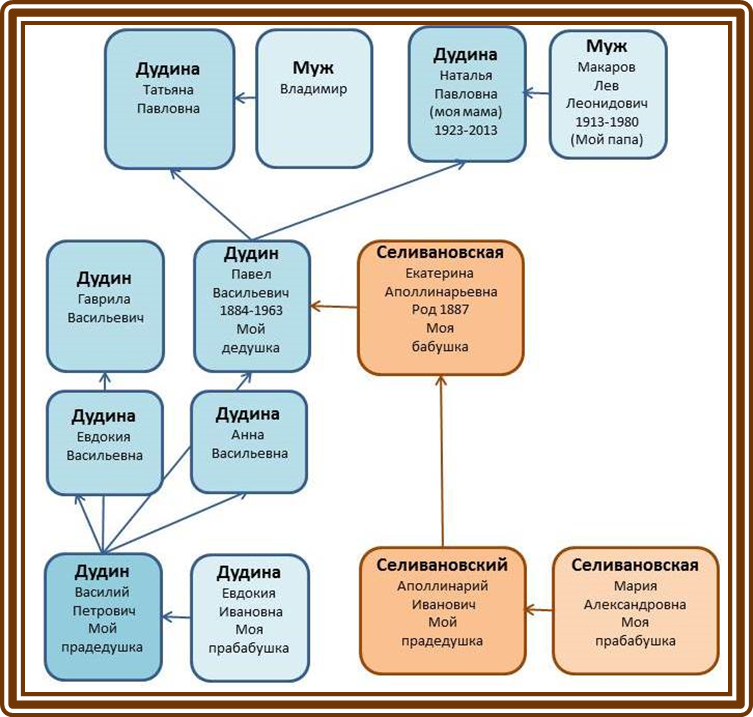 Дудина
Татьяна
Павловна
Муж
Владимир
Дудина
Наталья
Павловна
(моя мама)
1923-2013
Муж
Макаров
Лев
Леонидович
1913-1980
(Мой папа)
Дудин
Гаврила
Васильевич
Дудин
Павел
Васильевич
1884-1963
Мой
дедушка
Селивановская
Екатерина
Аполлинарьевна
Род 1887
Моя
бабушка
Дудина
Евдокия
Васильевна
Дудина
Анна
Васильевна
Дудин
Василий
Петрович
Мой
прадедушка
Дудина
Евдокия
Ивановна
Моя
прабабушка
Селивановский
Аполлинарий
Иванович
Мой
прадедушка
Селивановская
Мария
Александровна
Моя
прабабушка